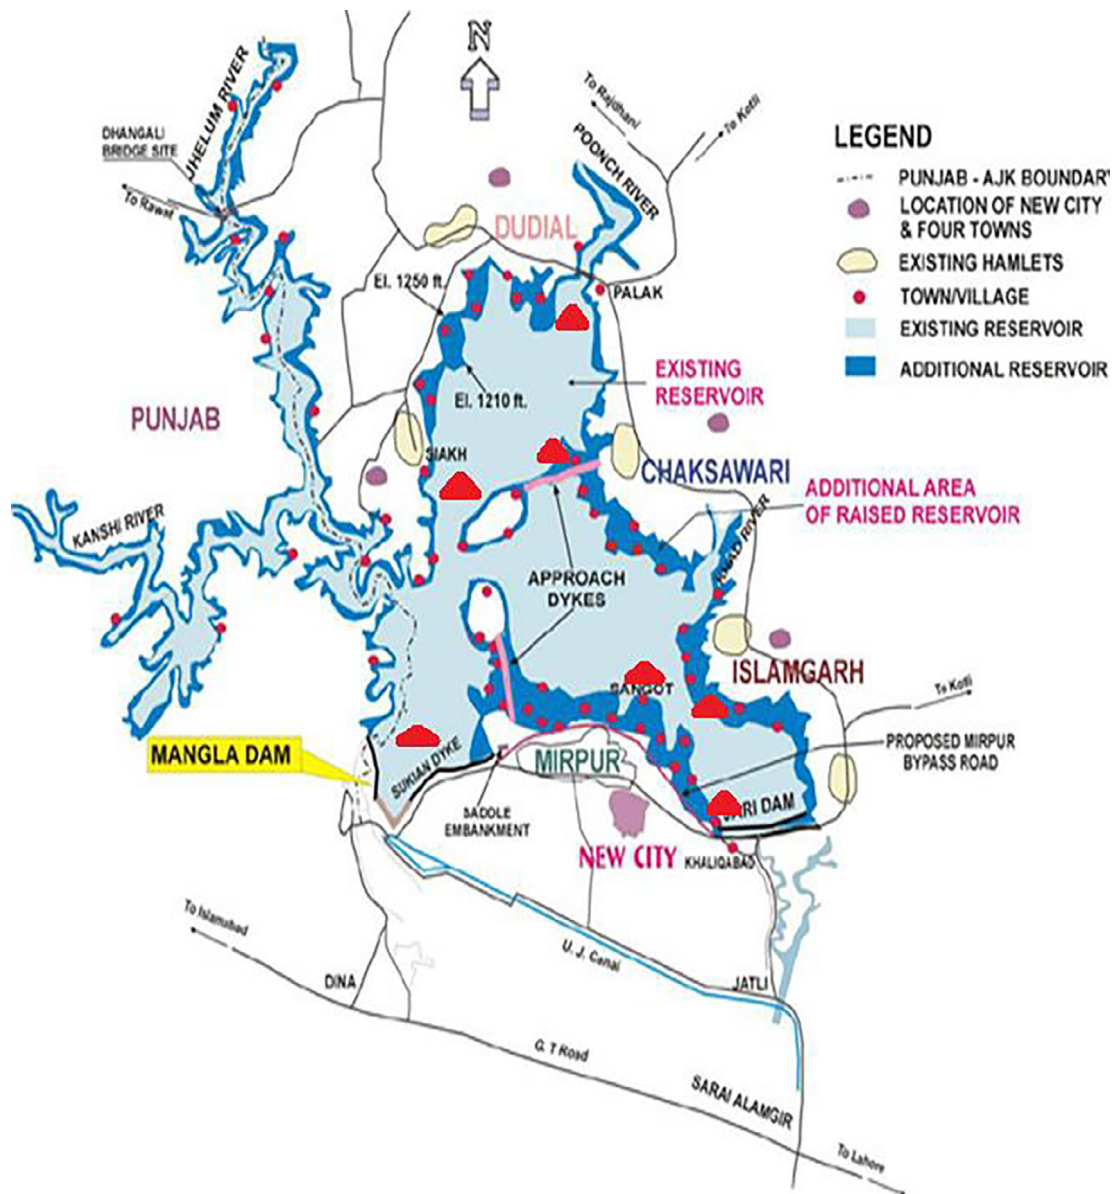 N
JHELUM RIVER
DHANGALI
BRIDGE SITE
To Rawat
To Rajdhani
To Kotli
POONCH RIVER
DUDIAL
El. 1250 ft.
PALAK
LEGEND
PUNJAB - AJK BOUNDARY
LOCATION OF NEW CITY
& FOUR TOWNS
EXISTING HAMLETS
TOWN/VILLAGE
EXISTING RESERVOIR
ADDITIONAL RESERVOIR
EXISTING
RESERVOIR
El. 1210 ft.
PUNJAB
SIAKH
CHAKSAWARI
ADDITIONAL AREA
OF RAISED RESERVOIR
KANSHI RIVER
RIVER
APPROACH
DYKES
ISLAMGARH
SANGOT
To Kotli
MANGLA DAM
SUKIAN DYKE
MIRPUR
PROPOSED MIRPUR
BYPASS ROAD
SADDLE
EMBANKMENT
JARI DAM
NEW CITY
KHALIQABAD
To Islamabad
U. J. Canal
DINA
JATLI
G. T Road
SARAI ALAMGIR
To Lahore